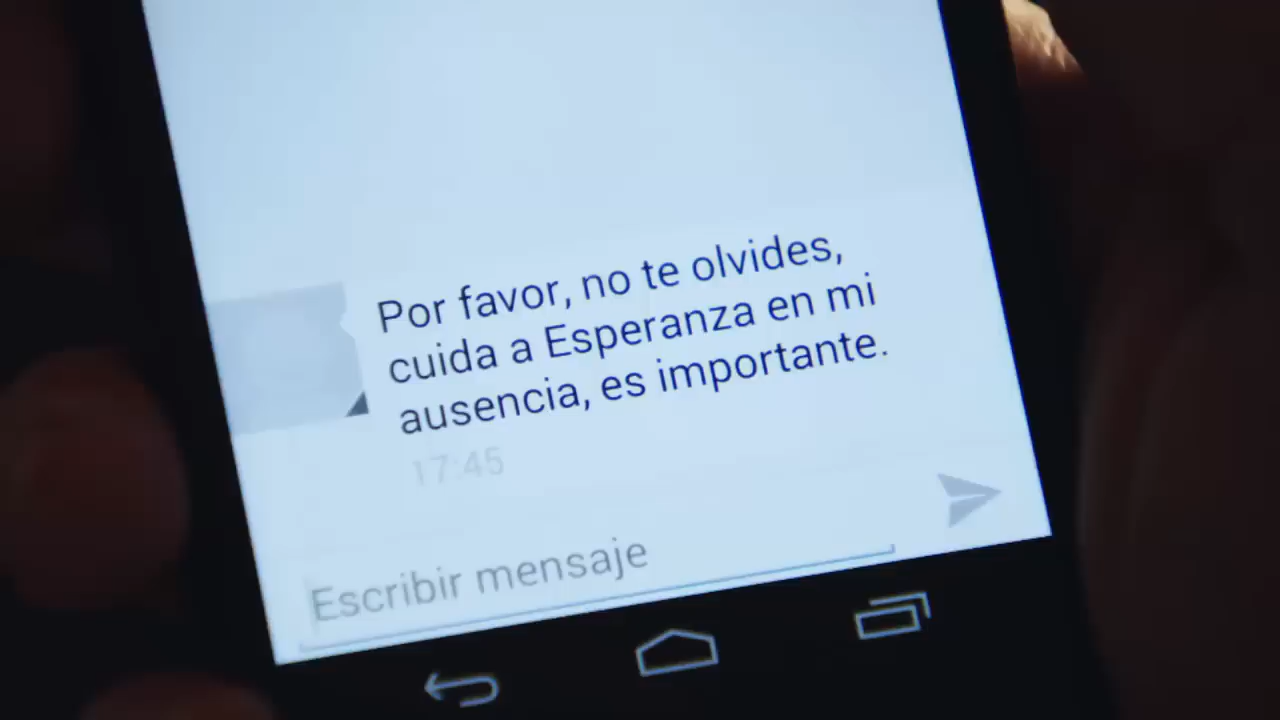 Por favor, no te olvides,
cuida a Esperanza en mi
ausencia, es importante.
17:45
Escribir mensaje